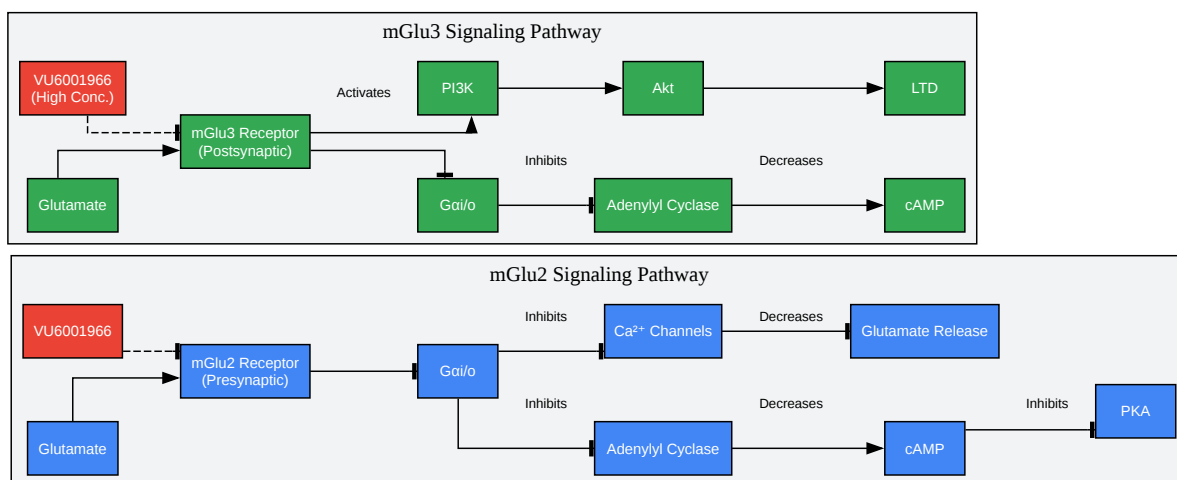 mGlu3 Signaling Pathway
VU6001966
(High Conc.)
Activates
PI3K
Akt
LTD
mGlu3 Receptor
(Postsynaptic)
Inhibits
Decreases
Glutamate
Gαi/o
Adenylyl Cyclase
cAMP
mGlu2 Signaling Pathway
VU6001966
Inhibits
Ca²⁺ Channels
Decreases
Glutamate Release
mGlu2 Receptor
(Presynaptic)
Gαi/o
Inhibits
Decreases
Inhibits
PKA
Glutamate
Adenylyl Cyclase
cAMP